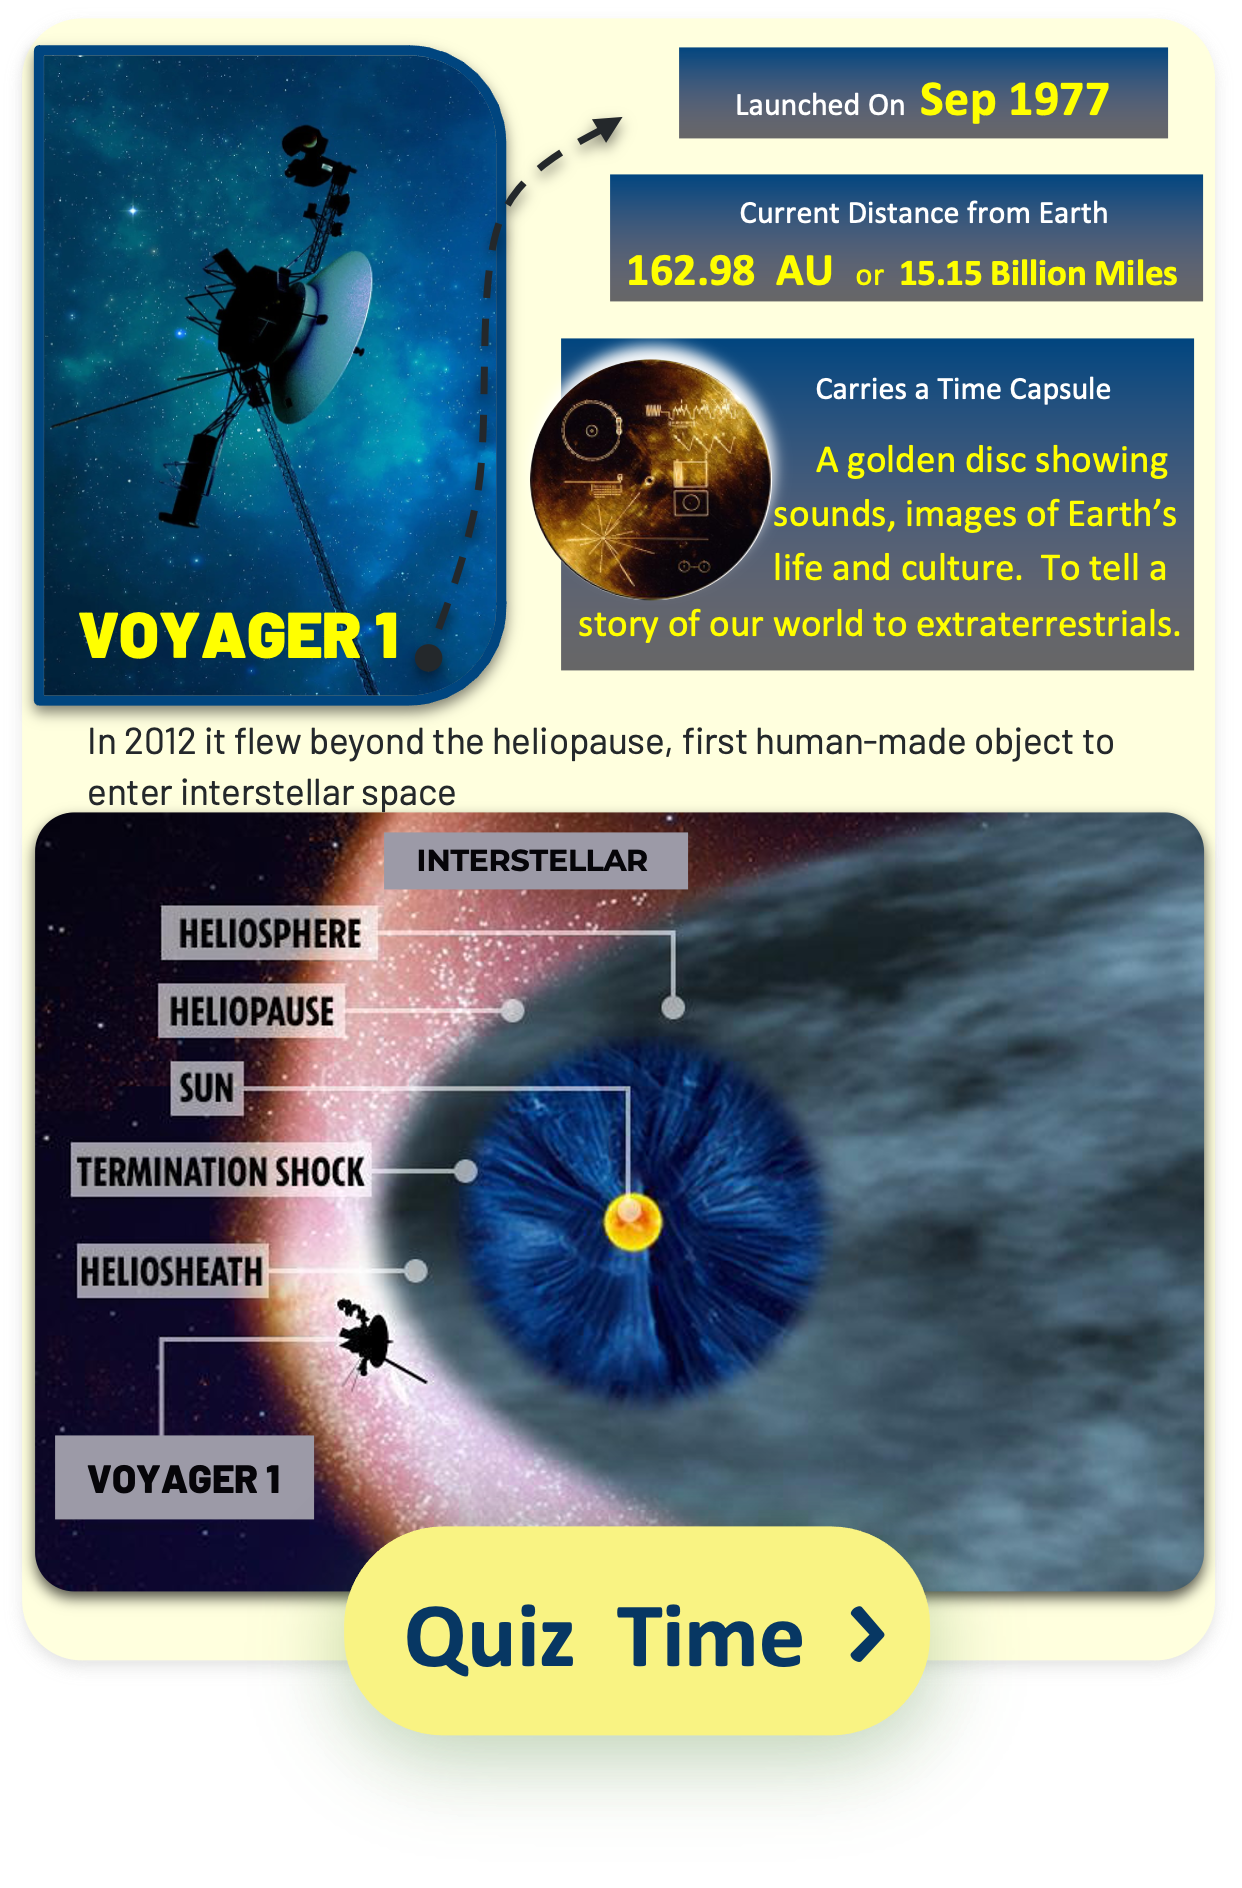 Launched On Sep 1977
Current Distance from Earth
162.98 AU or 15.15 Billion Miles
Carries a Time Capsule
A golden disc showing
sounds, images of Earth's
life and culture. To tell a
story of our world to extraterrestrials.
VOYAGER 1
In 2012 it flew beyond the heliopause, first human-made object to
enter interstellar space
INTERSTELLAR
HELIOSPHERE
HELIOPAUSE
SUN
TERMINATION SHOCK
HELIOSHEATH
VOYAGER 1
Quiz Time >